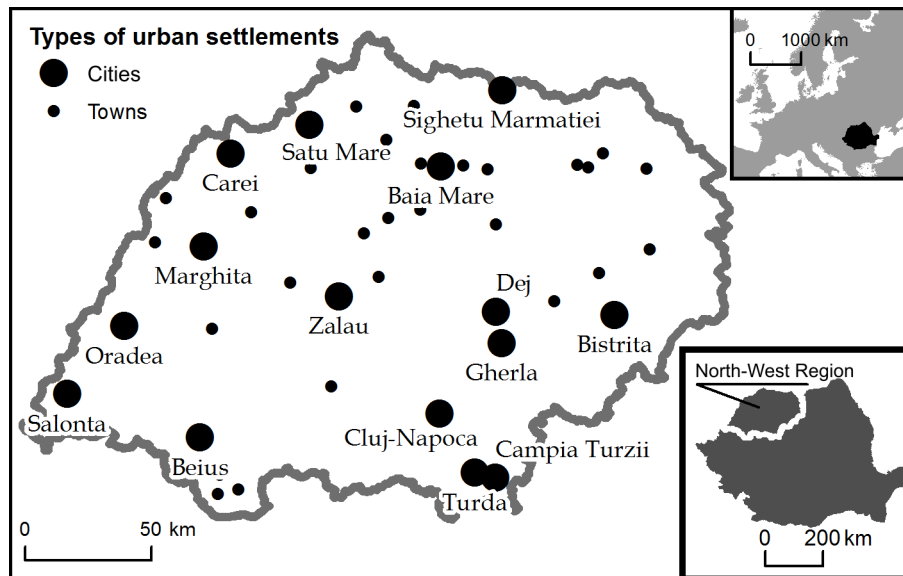 Types of urban settlements
Cities
Towns
0 1000 km
Sighetu Marmatiei
Satu Mare
Carei
Baia Mare
Marghita
Dej
Zalau
Oradea
Bistrita
Gherla
North-West Region
Salonta
Cluj-Napoca
Campia Turzii
Beius
Turda
0 50 km
0 200 km